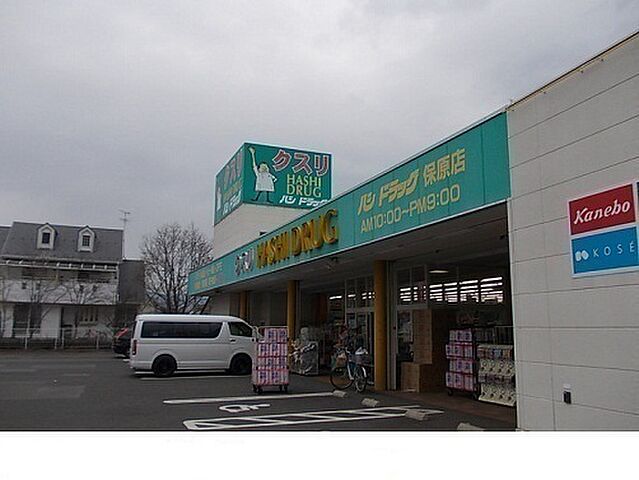 クスリ
HASHI
DRUG
ハシ ドラッグ
ハシ ドラッグ 保原店
AM10:00~PM9:00
HASHI DRUG
Kanebo
KOSÉ